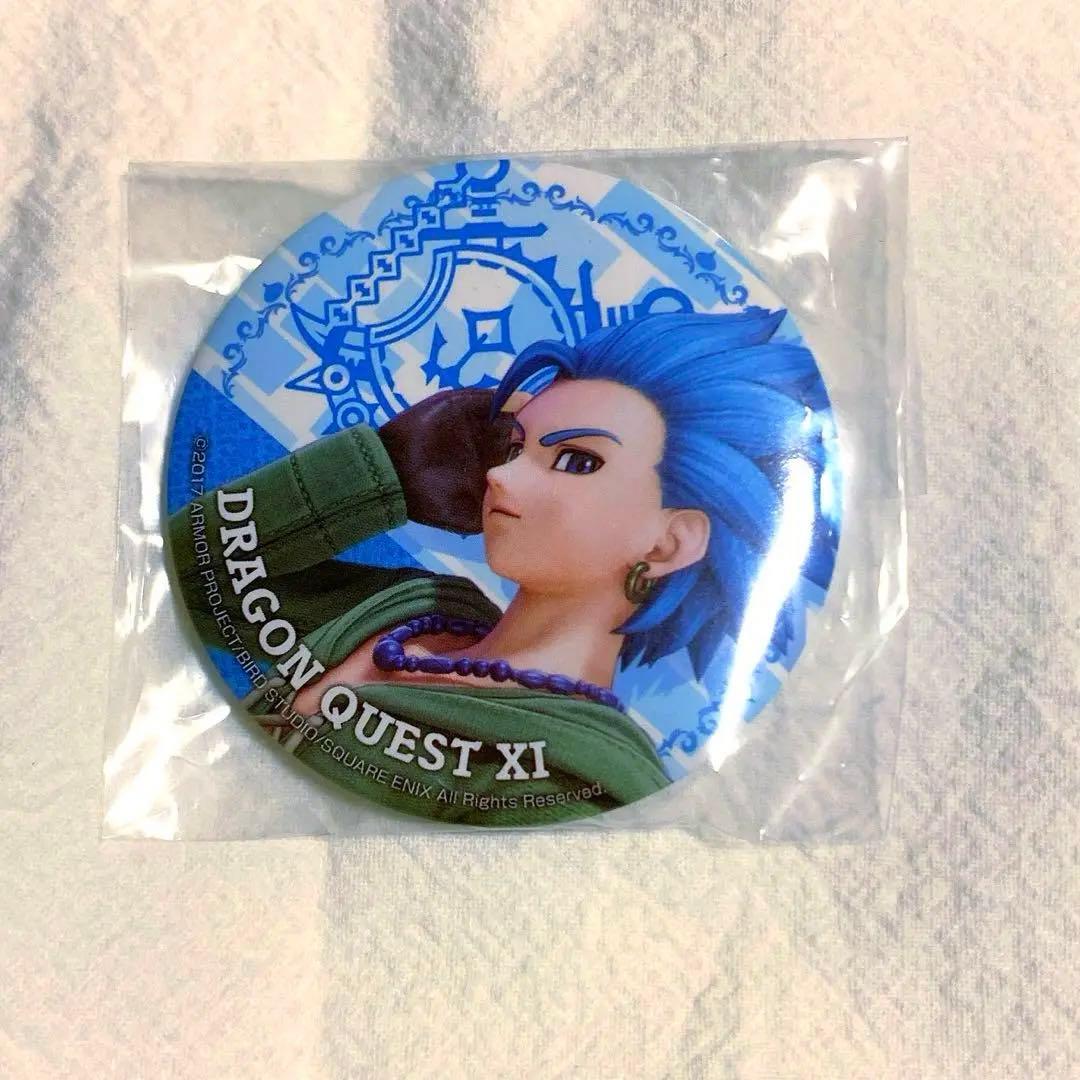 DRAGON QUEST XI
©2017 ARMOR PROJECT/BIRD STUDIO/SQUARE ENIX All Rights Reserved.